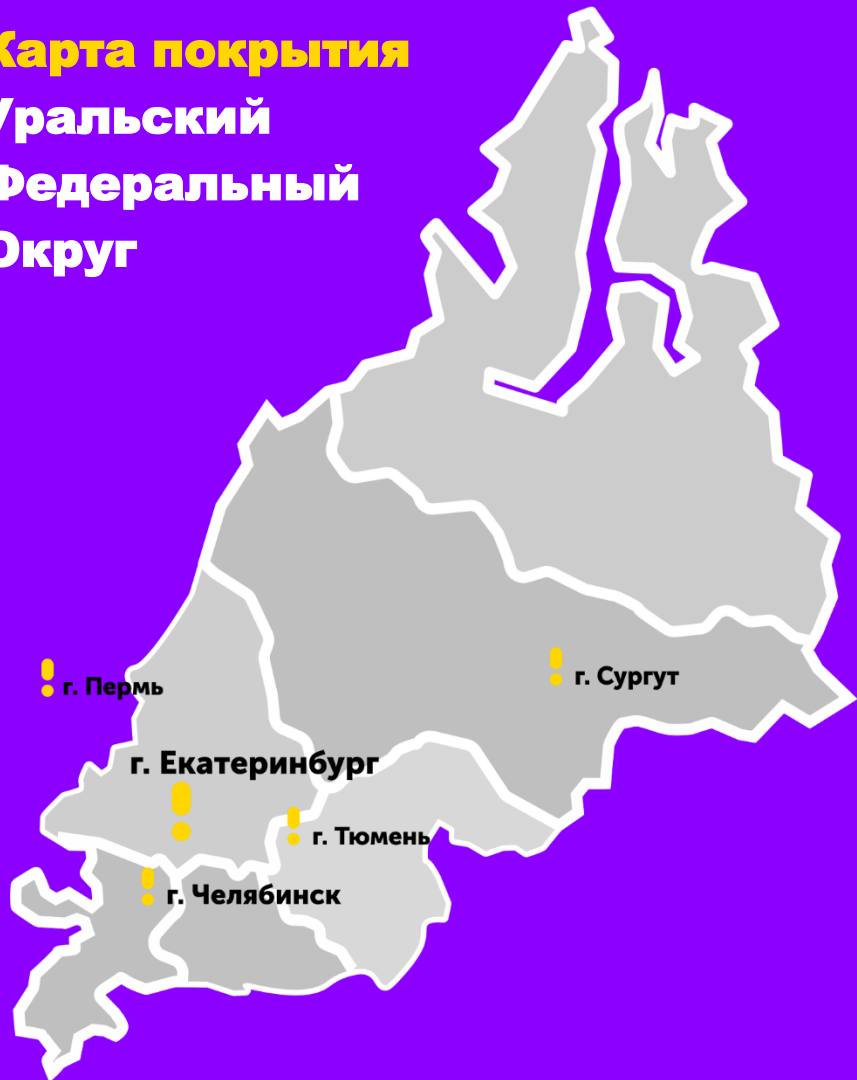 Карта покрытия
Уральский
Федеральный
Округ
г. Сургут
г. Пермь
г. Екатеринбург
г. Тюмень
г. Челябинск